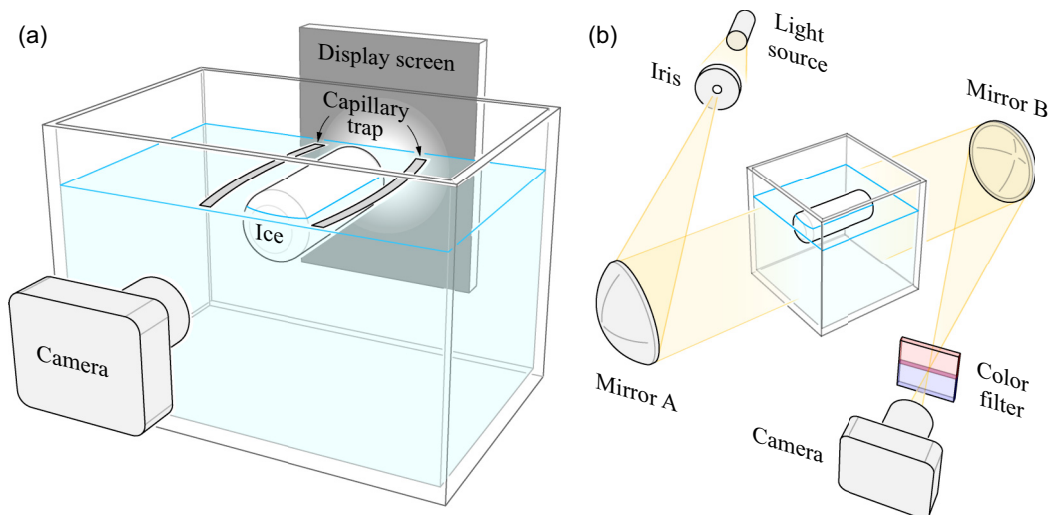 (a)
Display screen
Capillary
trap
Ice
Camera
(b)
Light
source
Iris
Mirror B
Mirror A
Color
filter
Camera